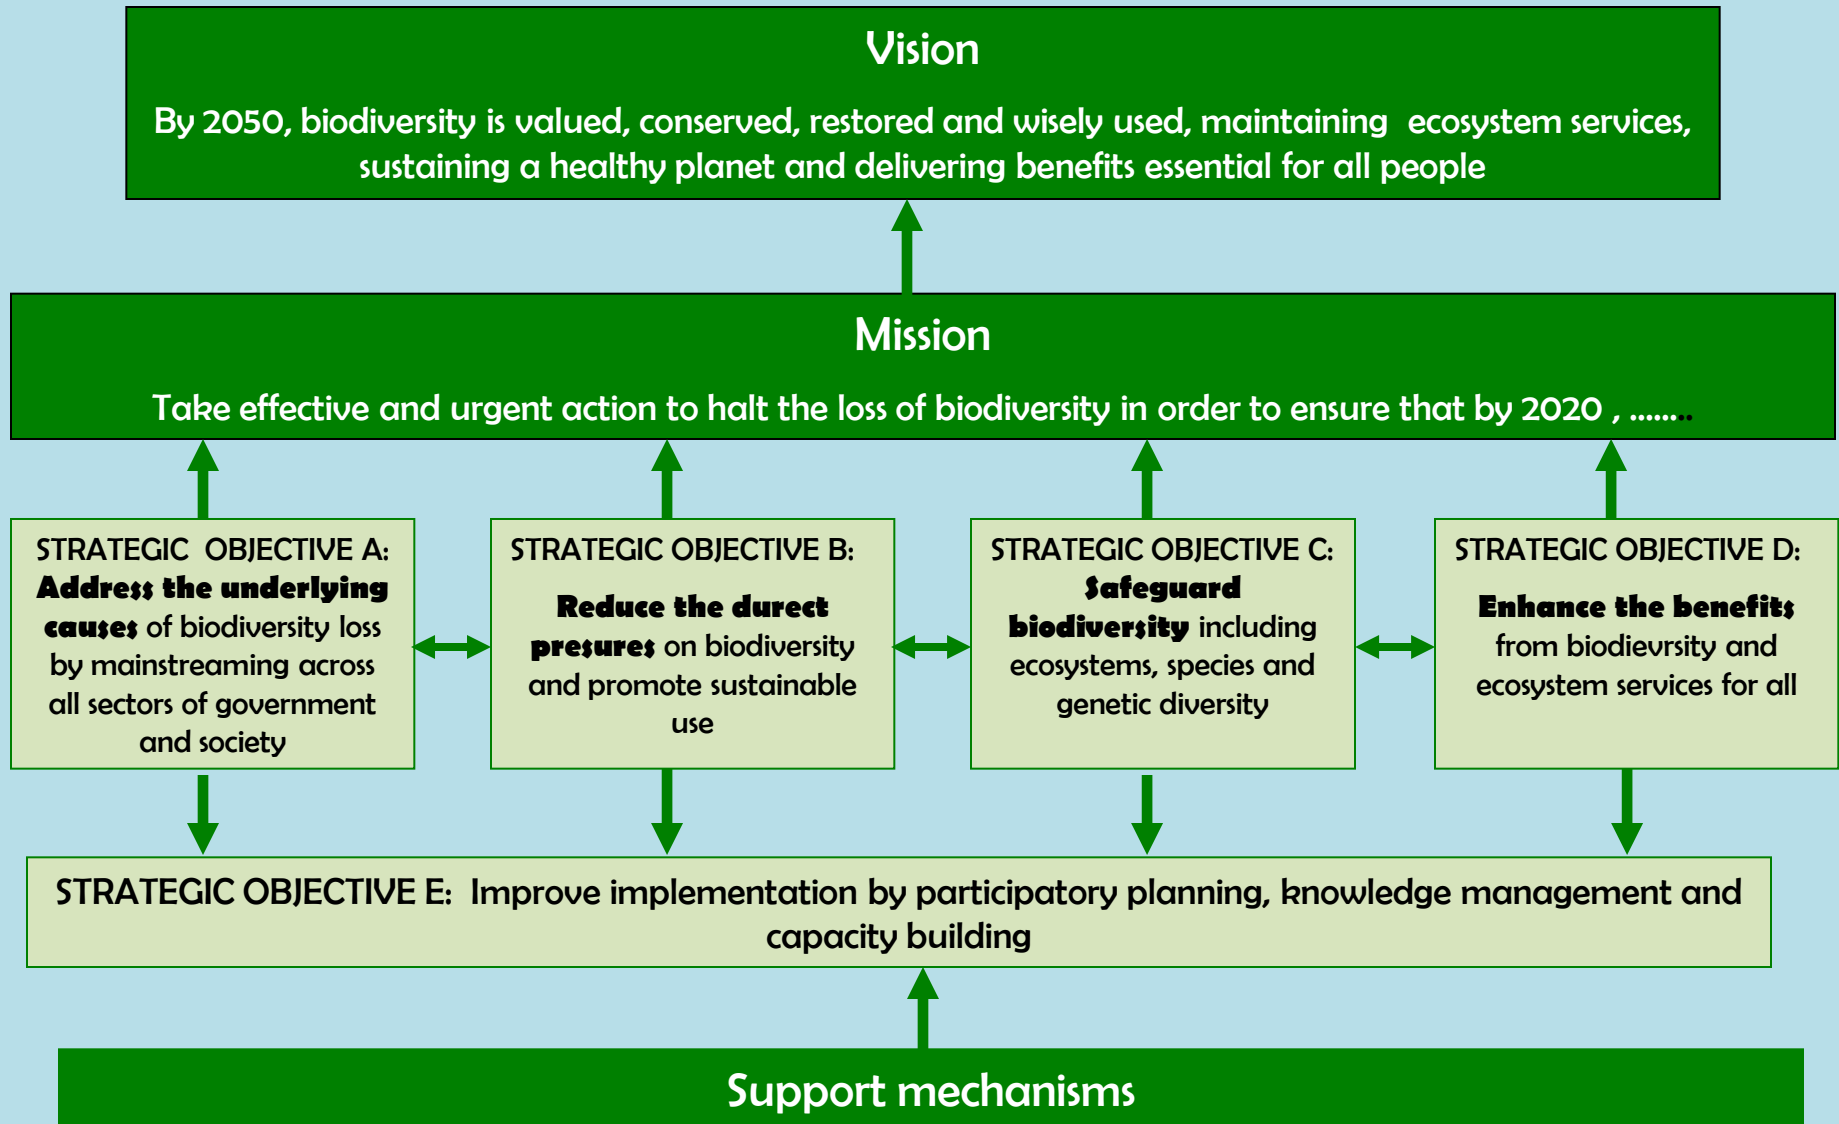 Vision
By 2050, biodiversity is valued, conserved, restored and wisely used, maintaining  ecosystem services,
sustaining a healthy planet and delivering benefits essential for all people
Mission
Take effective and urgent action to halt the loss of biodiversity in order to ensure that by 2020 , ........
STRATEGIC  OBJECTIVE A:
Address the underlying
causes of biodiversity loss
by mainstreaming across
all sectors of government
and society
STRATEGIC OBJECTIVE B:
Reduce the durect
presures on biodiversity
and promote sustainable
use
STRATEGIC OBJECTIVE C:
Safeguard
biodiversity including
ecosystems, species and
genetic diversity
STRATEGIC OBJECTIVE D:
Enhance the benefits
from biodievrsity and
ecosystem services for all
STRATEGIC OBJECTIVE E:  Improve implementation by participatory planning, knowledge management and
capacity building
Support mechanisms